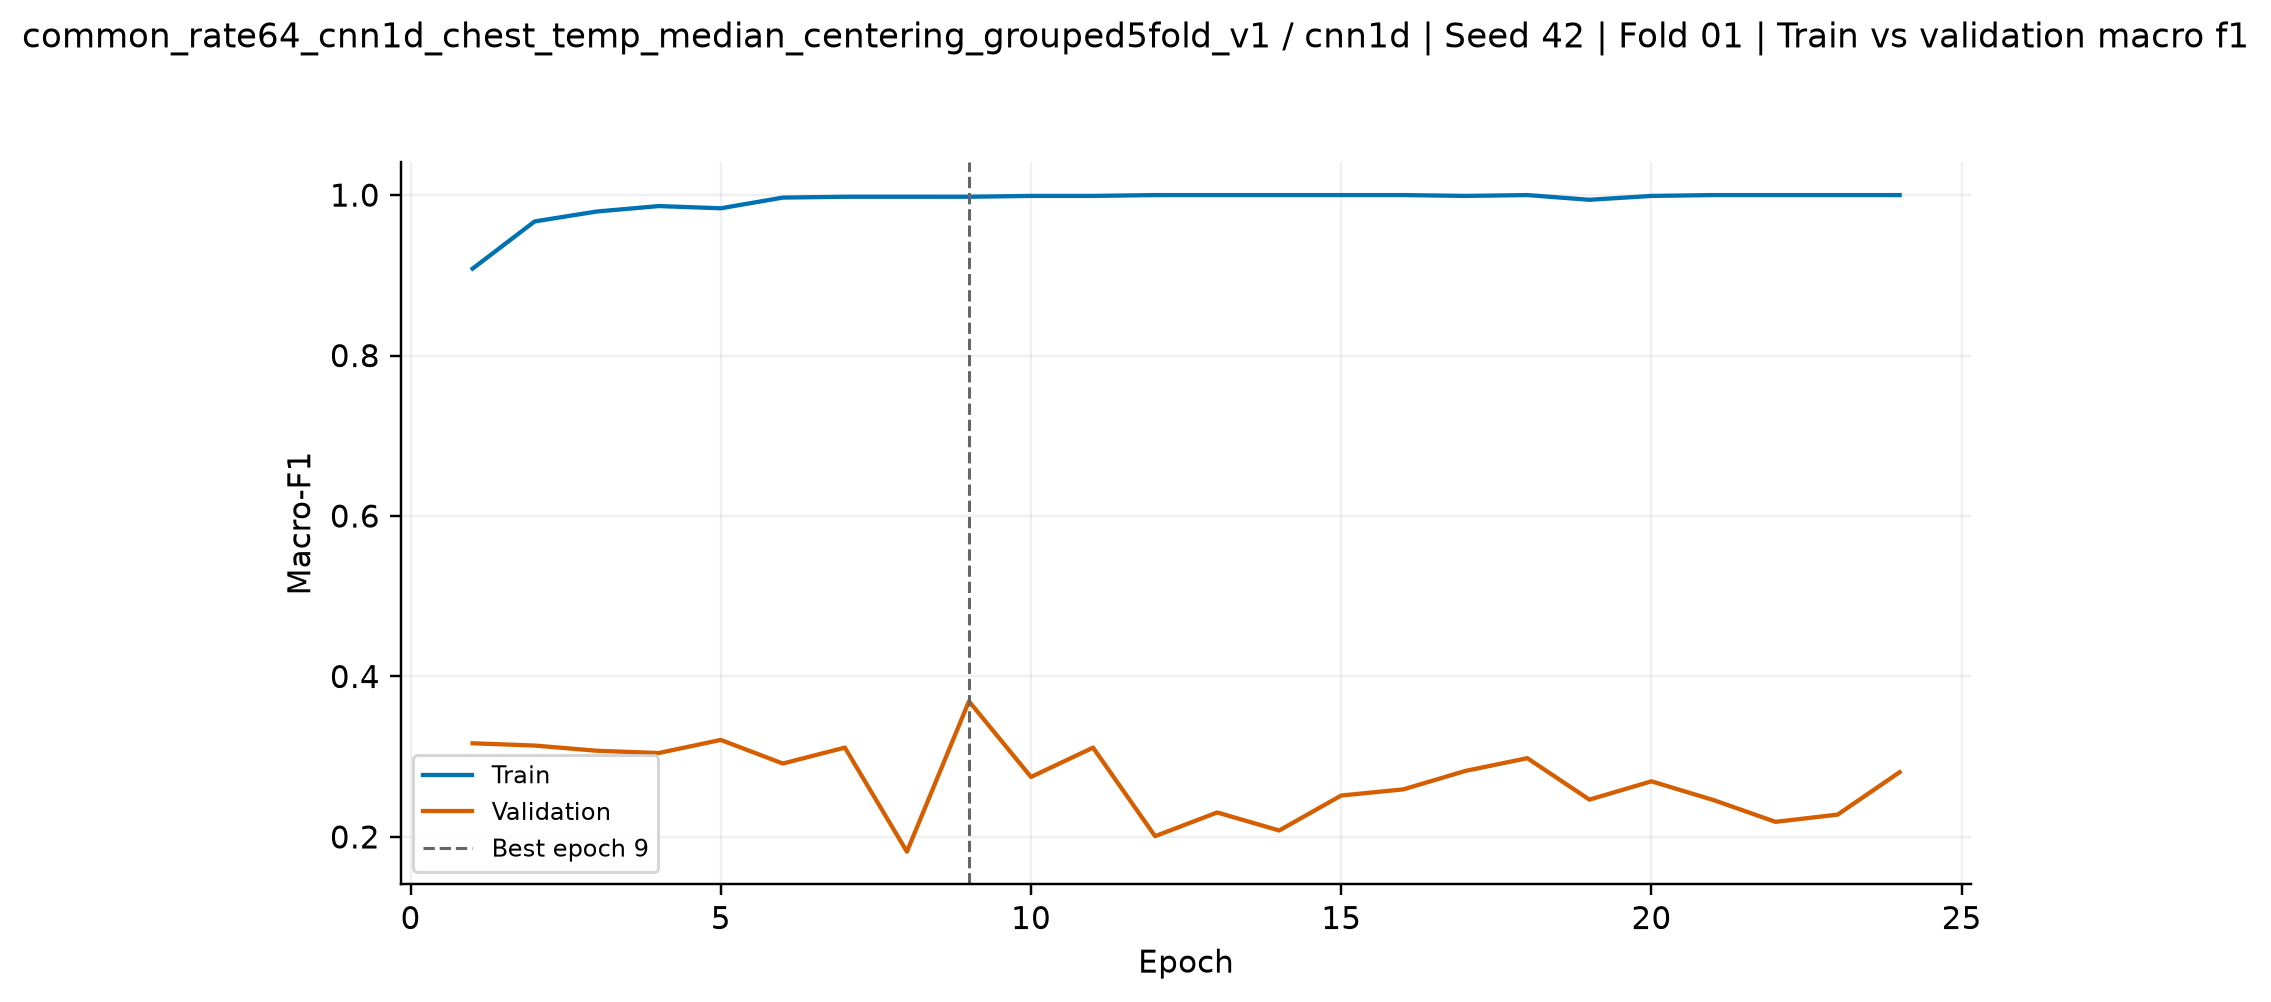 common_rate64_cnn1d_chest_temp_median_centering_grouped5fold_v1 / cnn1d | Seed 42 | Fold 01 | Train vs validation macro f1
1.0
0.8
0.6
0.4
0.2
Macro-F1
Train
Validation
Best epoch 9
0 5 10 15 20 25
Epoch